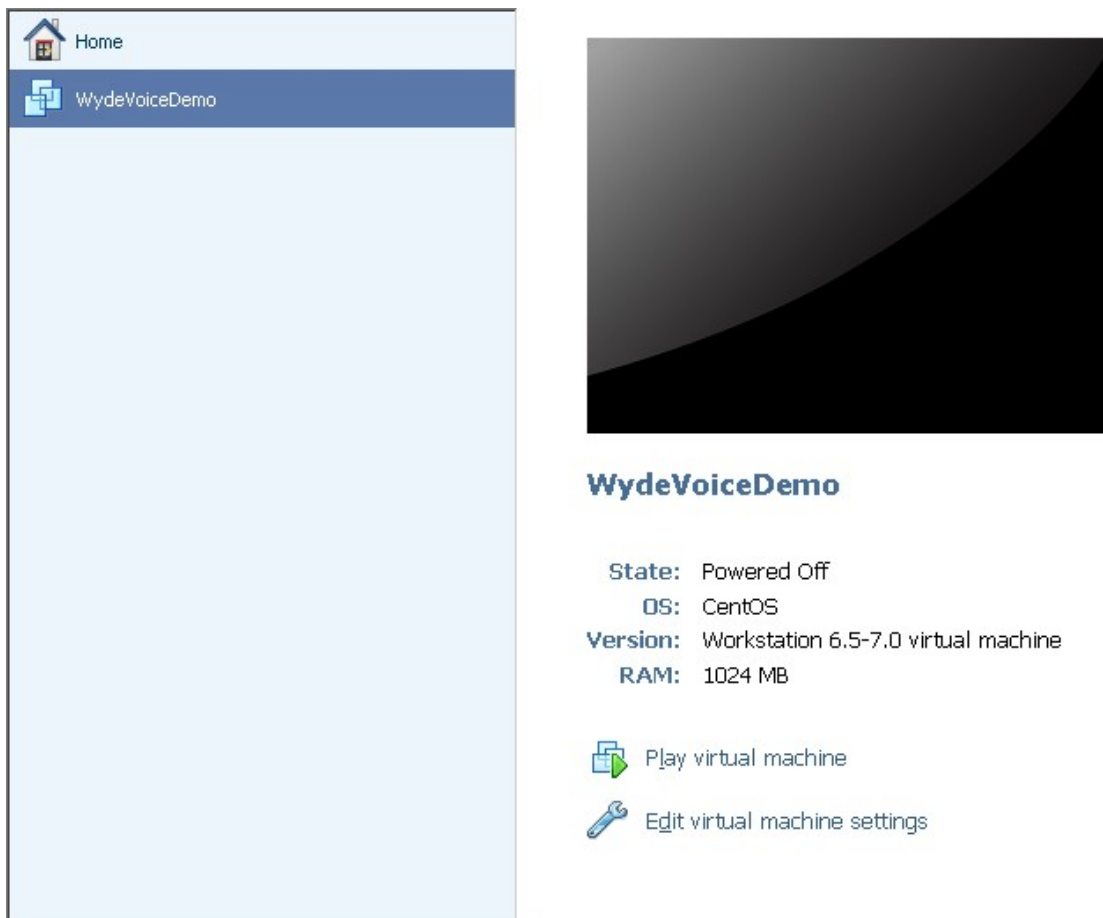 Home
WydeVoiceDemo
WydeVoiceDemo
State: Powered Off
OS: CentOS
Version: Workstation 6.5-7.0 virtual machine
RAM: 1024 MB
Play virtual machine
Edit virtual machine settings